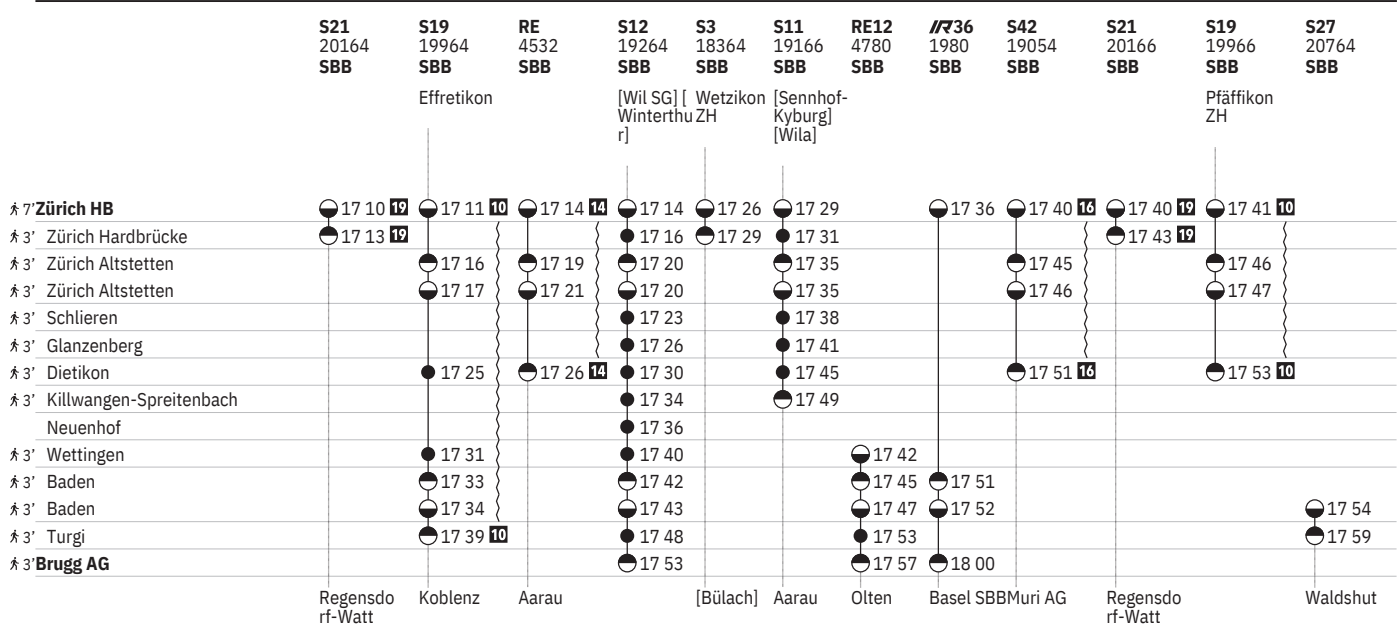 S21 S19 RE S12 S3 S11 RE12 IR36 S42 S21 S19 S27
20164 19964 4532 19264 18364 19166 4780 1980 19054 20166 19966 20764
SBB SBB SBB SBB SBB SBB SBB SBB SBB SBB SBB SBB
Effretikon [Wil SG] [ Wetzikon [Sennhof- Pfäffikon
Winterthu ZH Kyburg] ZH
r] [Wila]
7' Zürich HB 17 10 19 17 11 10 17 14 14 17 14 17 26 17 29 17 36 17 40 16 17 40 19 17 41 10
3' Zürich Hardbrücke 17 13 19 17 16 17 29 17 31 17 43 19
3' Zürich Altstetten 17 16 17 19 17 20 17 35 17 45 17 46
3' Zürich Altstetten 17 17 17 21 17 20 17 35 17 46 17 47
3' Schlieren 17 23 17 38
3' Glanzenberg 17 26 17 41
3' Dietikon 17 25 17 26 14 17 30 17 45 17 51 16 17 53 10
3' Killwangen-Spreitenbach 17 34 17 49
Neuenhof 17 36
3' Wettingen 17 31 17 40 17 42
3' Baden 17 33 17 42 17 45 17 51
3' Baden 17 34 17 43 17 47 17 52 17 54
3' Turgi 17 39 10 17 48 17 53 17 59
3' Brugg AG 17 53 17 57 18 00
Regensdo Koblenz Aarau [Bülach] Aarau Olten Basel SBB Muri AG Regensdo Waldshut
rf-Watt rf-Watt